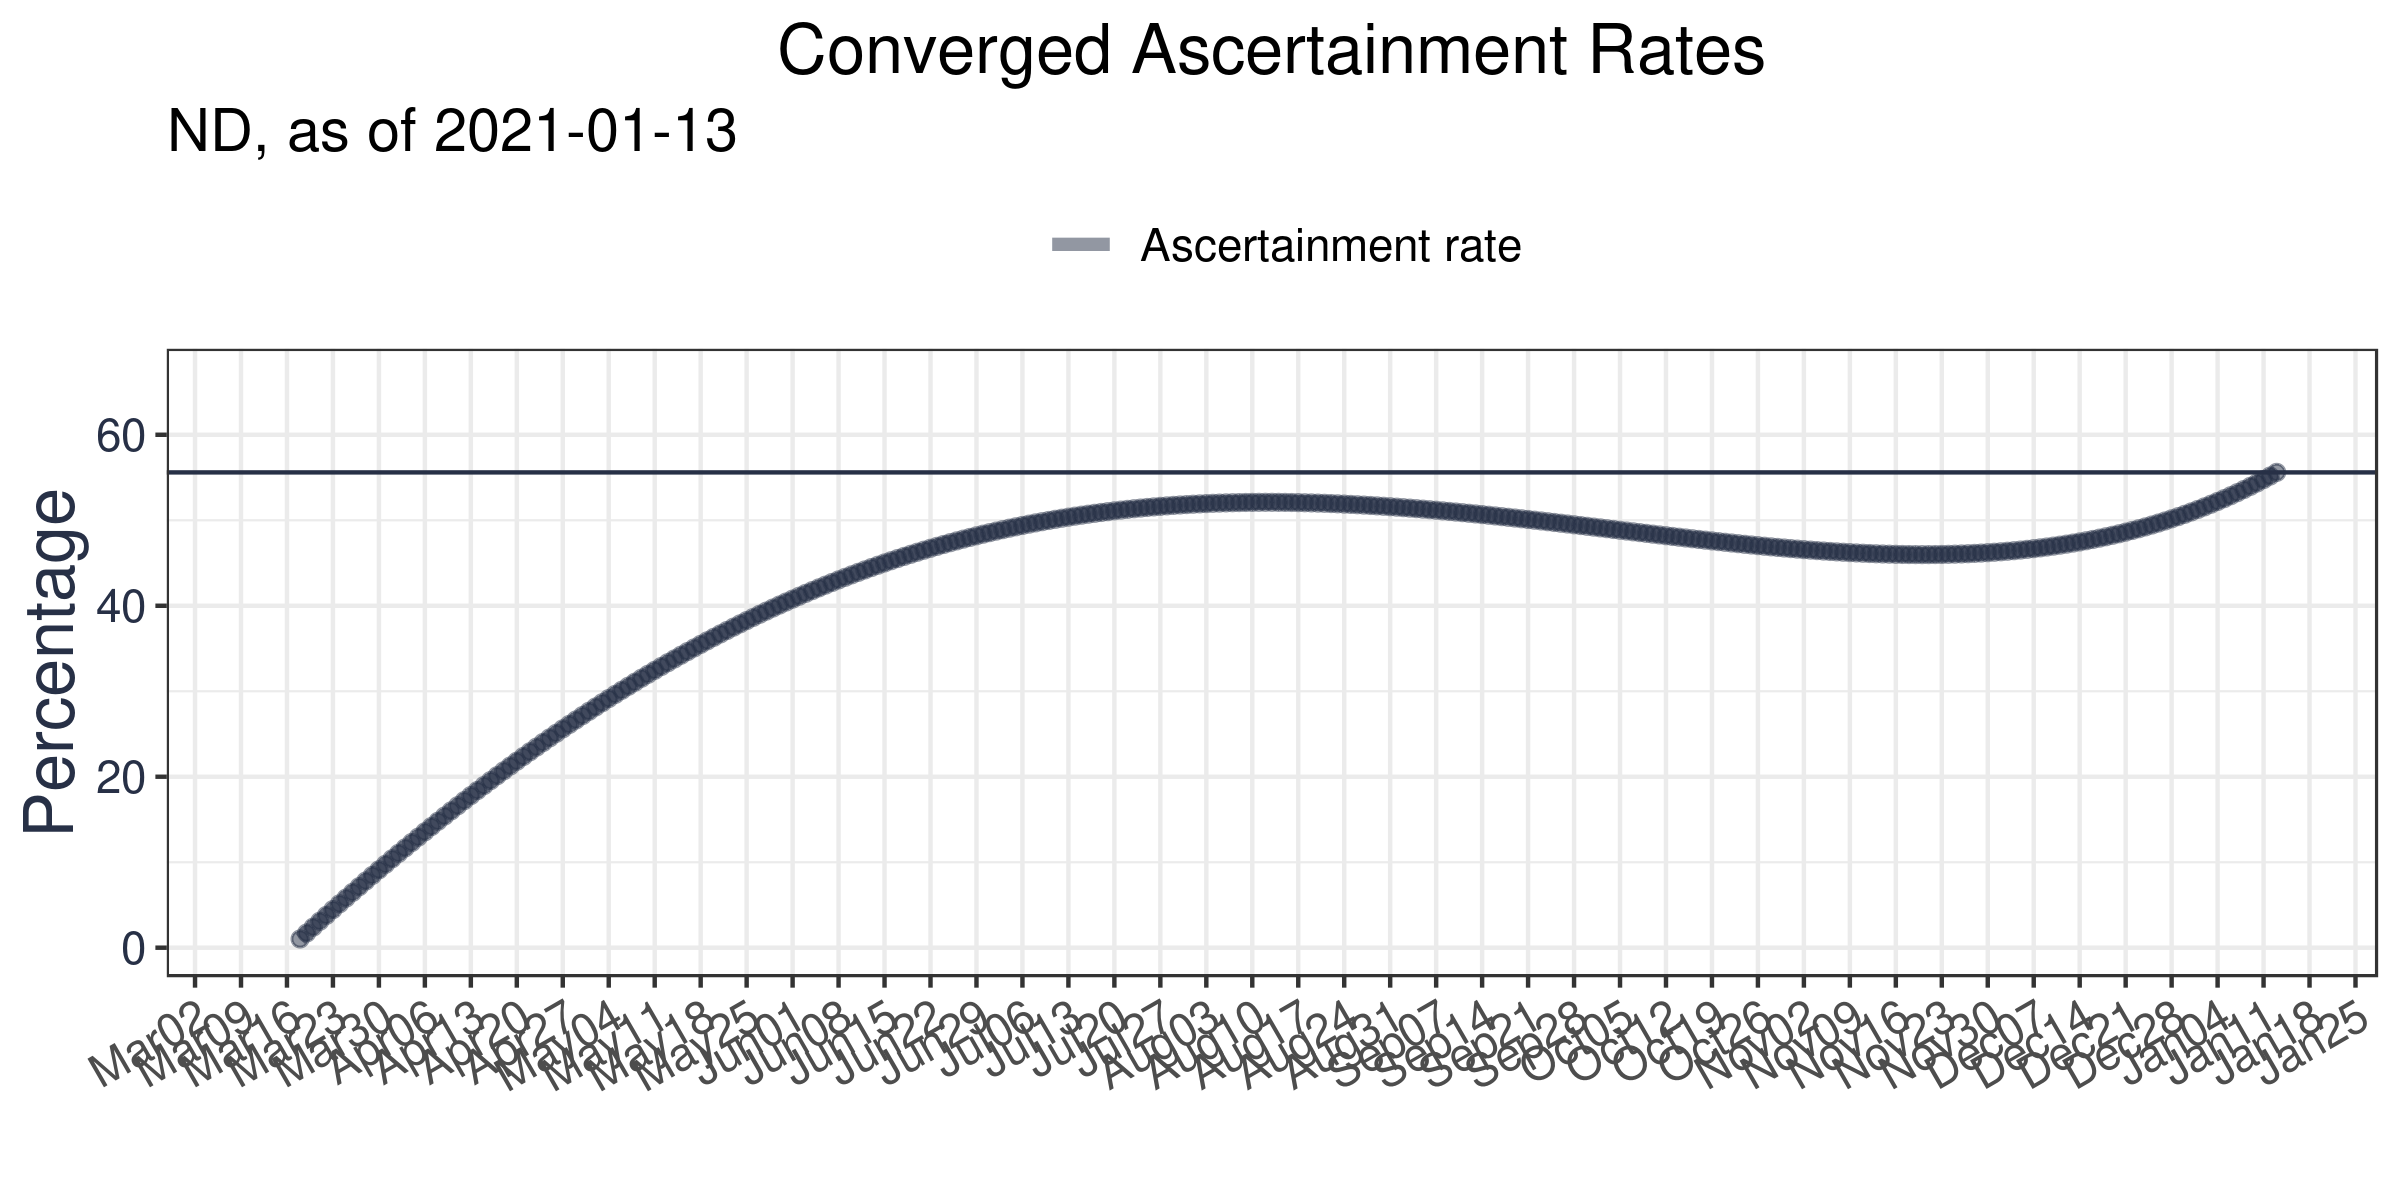 Converged Ascertainment Rates
ND, as of 2021-01-13
Ascertainment rate
Percentage
60
40
20
0
Mar02
Mar09
Mar16
Mar23
Mar30
Apr06
Apr13
Apr20
Apr27
May04
May11
May18
May25
Jun01
Jun08
Jun15
Jun22
Jun29
Jul06
Jul13
Jul20
Jul27
Aug03
Aug10
Aug17
Aug24
Aug31
Sep07
Sep14
Sep21
Sep28
Oct05
Oct12
Oct19
Oct26
Nov02
Nov09
Nov16
Nov23
Nov30
Dec07
Dec14
Dec21
Dec28
Jan04
Jan11
Jan18
Jan25